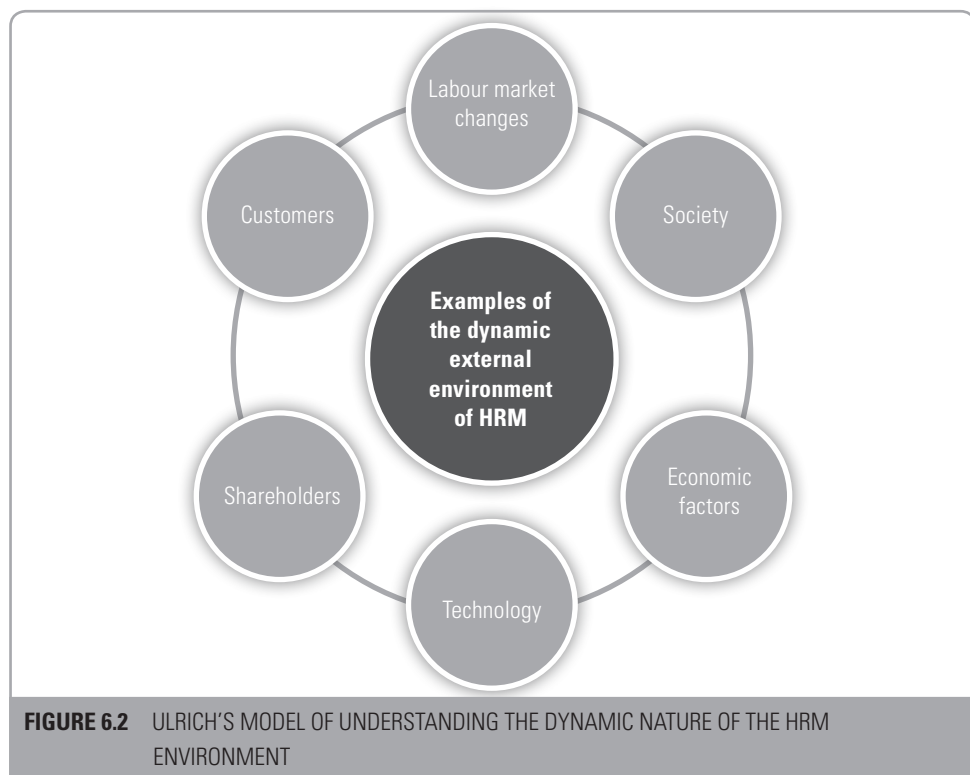 Labour market
changes
Customers
Society
Examples of
the dynamic
external
environment
of HRM
Shareholders
Economic
factors
Technology
FIGURE 6.2 ULRICH'S MODEL OF UNDERSTANDING THE DYNAMIC NATURE OF THE HRM
ENVIRONMENT